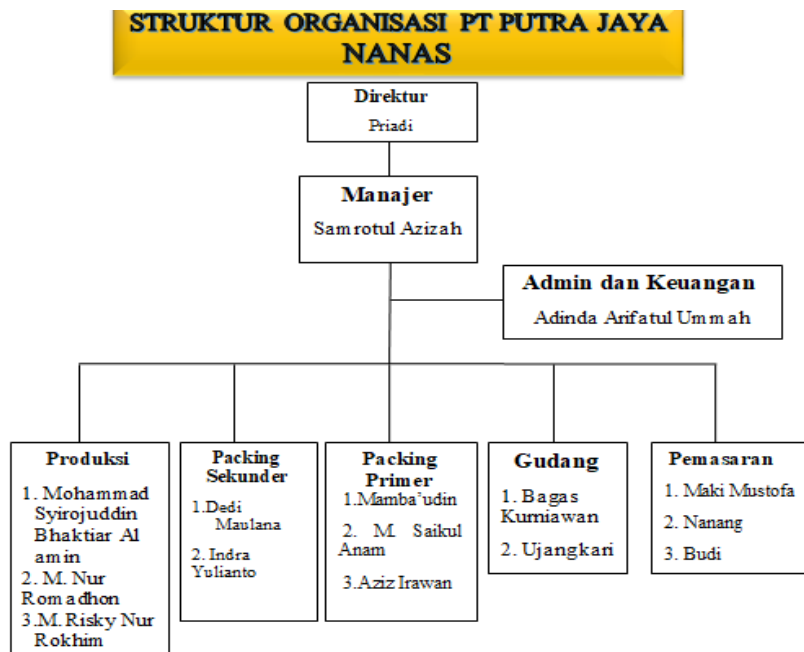 STRUKTUR ORGANISASI PT PUTRA JAYA
NANAS
Direktur
Priadi
Manajer
Samrotul Azizah
Admin dan Keuangan
Adinda Arifatul Ummah
Produksi
1. Mohammad
Syirojuddin
Bhaktiar Al
amin
2. M. Nur
Romadhon
3.M. Risky Nur
Rokhim
Packing
Sekunder
1.Dedi
Maulana
2. Indra
Yulianto
Packing
Primer
1.Mamba'udin
2. M. Saikul
Anam
3.Aziz Irawan
Gudang
1. Bagas
Kurniawan
2. Ujangkari
Pemasaran
1. Maki Mustofa
2. Nanang
3. Budi